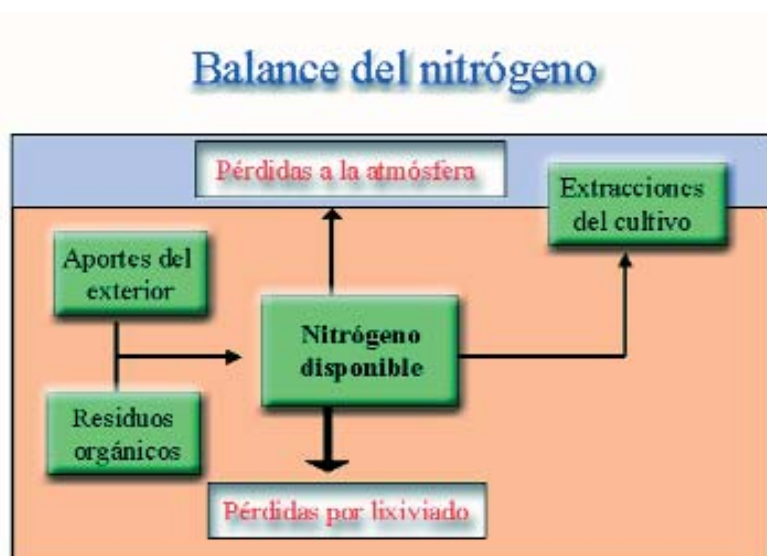 Balance del nitrógeno
Pérdidas a la atmósfera
Extracciones
del cultivo
Aportes del
exterior
Nitrógeno
disponible
Residuos
orgánicos
Pérdidas por lixiviado